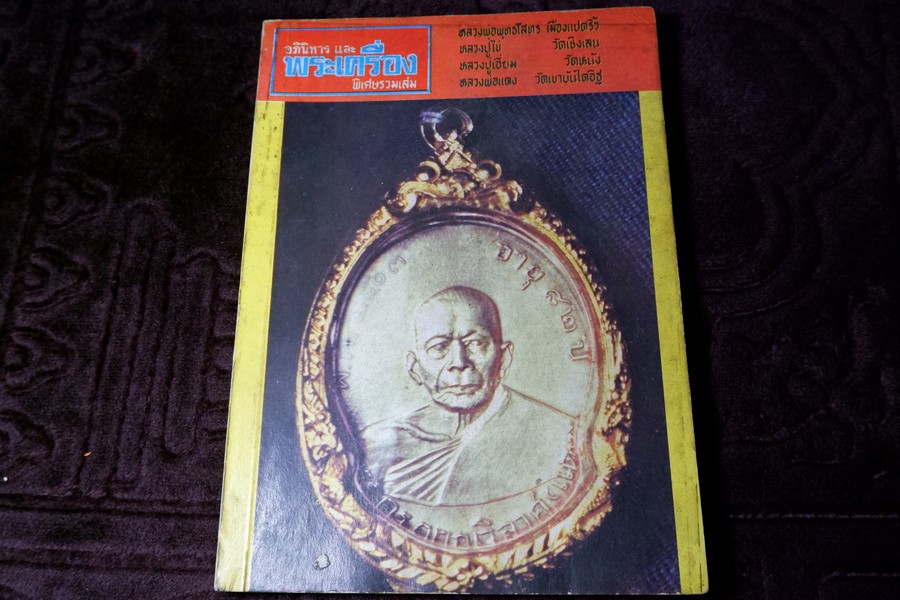 อภินิหาร และ
พระเครื่อง
พิเศษรวมเล่ม
หลวงพ่อพุทธโสธร เมืองแปดริ้ว
หลวงปู่ไข่ วัดเชิงเลน
หลวงปู่เอี่ยม วัดหนัง
หลวงพ่อแดง วัดเขาบันไดอิฐ
อายุ ๘๒ ปี